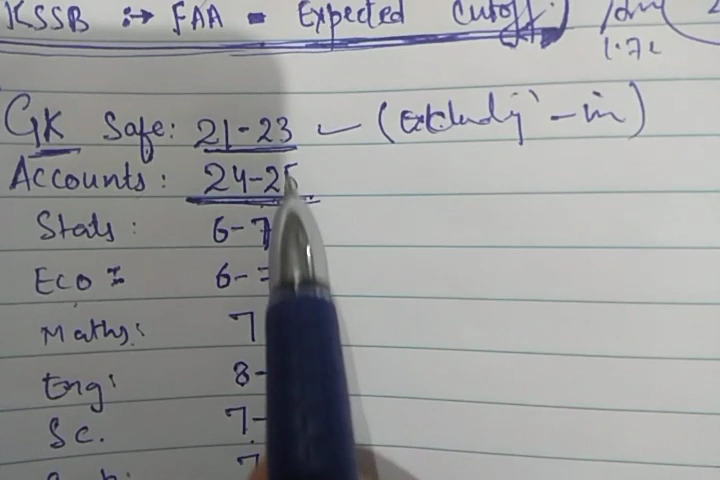 KSSB :→ FAA - Expected Cutoff.
GK Safe: 21-23 (Excluding -in)
Accounts: 24-25
Stats: 6-7
Eco: 6-
Maths: 7
Eng: 8-
Sc. 7-
7